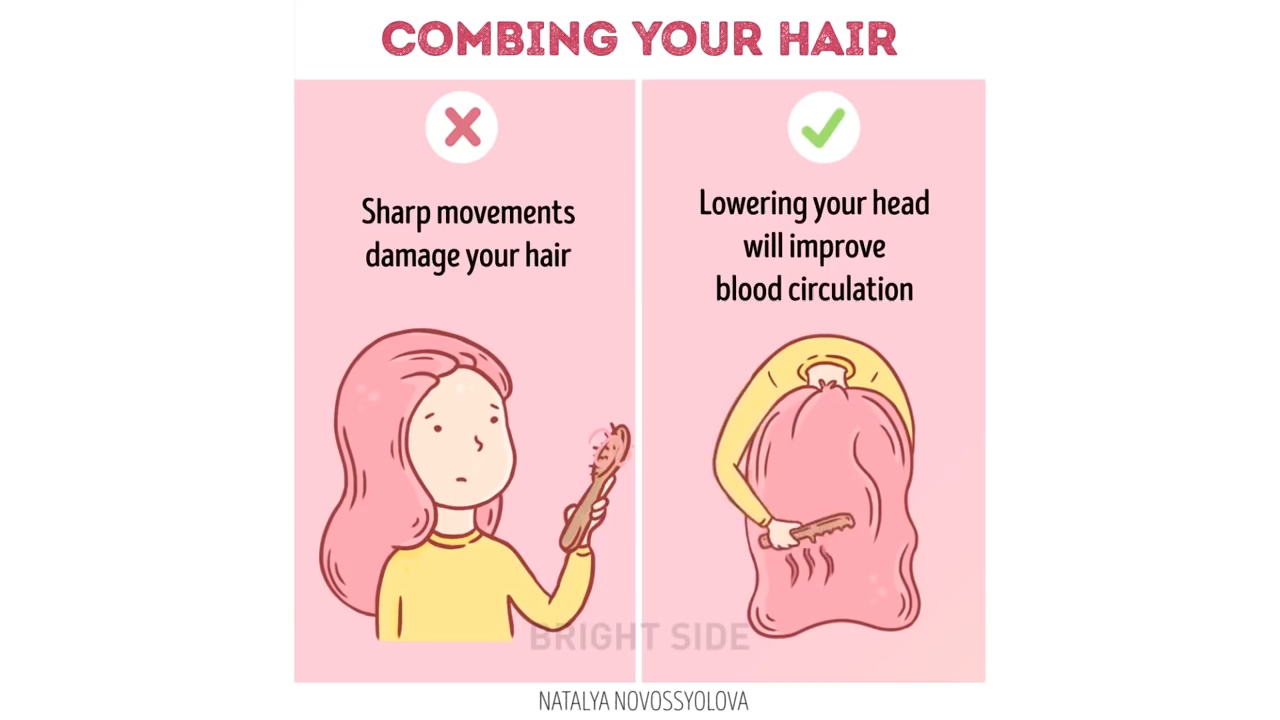 COMBING YOUR HAIR
Sharp movements
damage your hair
Lowering your head
will improve
blood circulation
BRIGHT SIDE
NATALYA NOVOSSYOLOVA